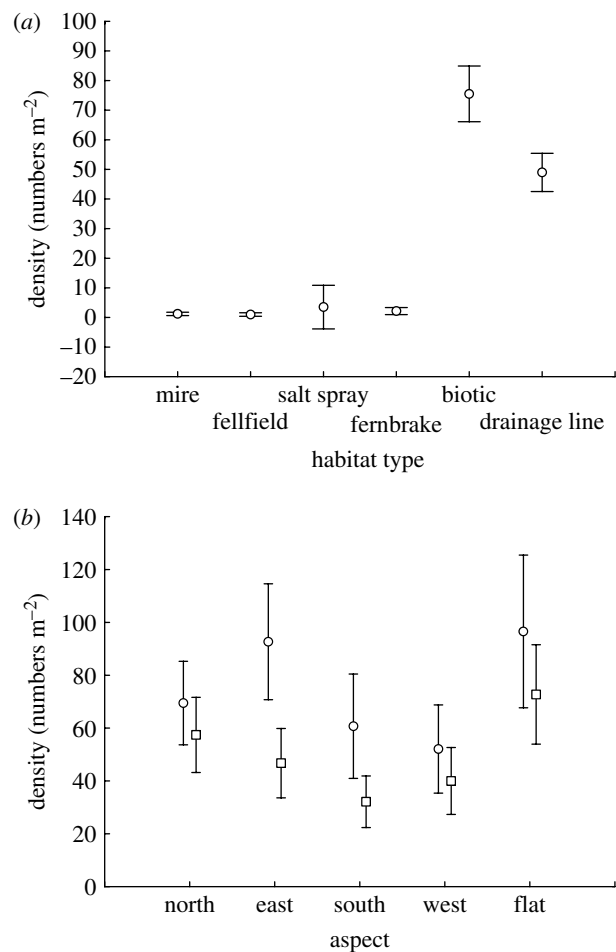 (a)
100
90
80
70
60
50
40
30
20
10
0
–10
–20
density (numbers m⁻²)
mire
salt spray
biotic
fellfield
fernbrake
drainage line
habitat type
(b)
140
120
100
80
60
40
20
0
density (numbers m⁻²)
north east south west flat
aspect